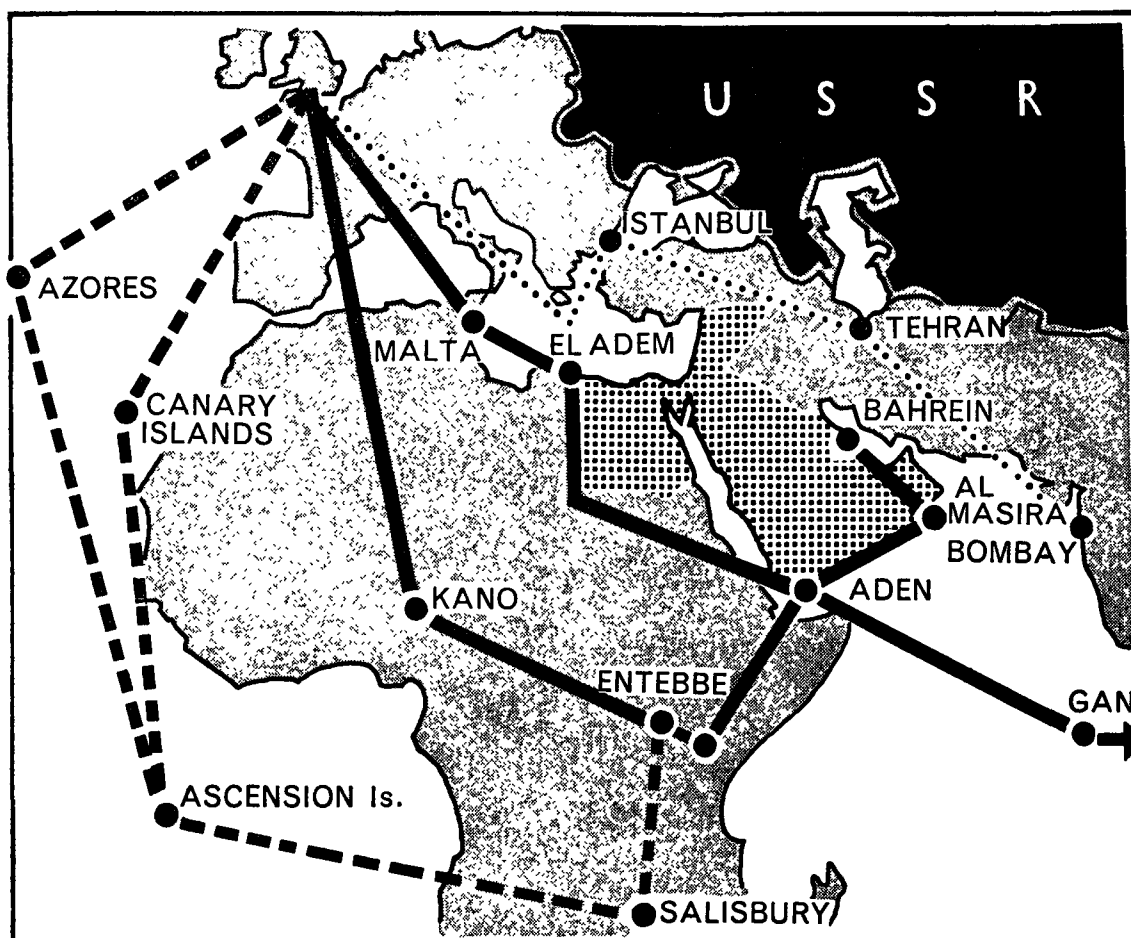 U S S R
ISTANBUL
AZORES
TEHRAN
MALTA
EL ADEM
CANARY
ISLANDS
BAHREIN
AL
MASIRA
BOMBAY
KANO
ADEN
ENTEBBE
GAN
ASCENSION Is.
SALISBURY